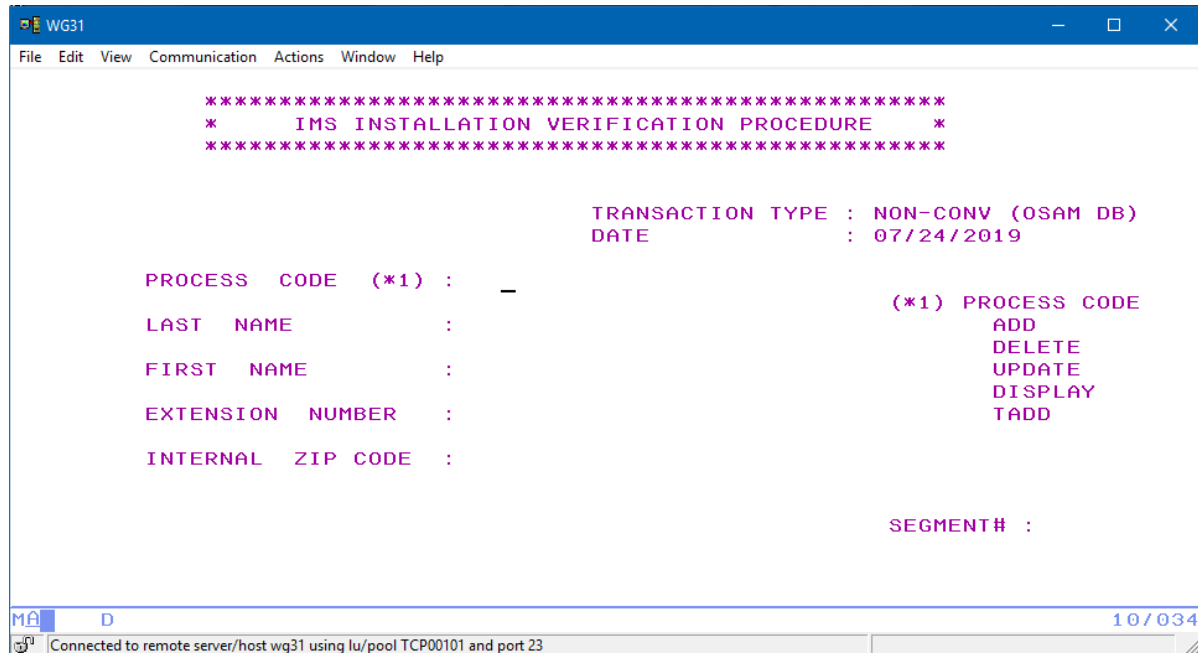 WG31
File Edit View Communication Actions Window Help
**************************************************
* IMS INSTALLATION VERIFICATION PROCEDURE *
**************************************************
TRANSACTION TYPE : NON-CONV (OSAM DB)
DATE : 07/24/2019
PROCESS CODE (*1) : _
(*1) PROCESS CODE
LAST NAME :
ADD
DELETE
FIRST NAME :
UPDATE
DISPLAY
EXTENSION NUMBER :
TADD
INTERNAL ZIP CODE :
SEGMENT# :
MA D 10/034
Connected to remote server/host wg31 using lu/pool TCP00101 and port 23